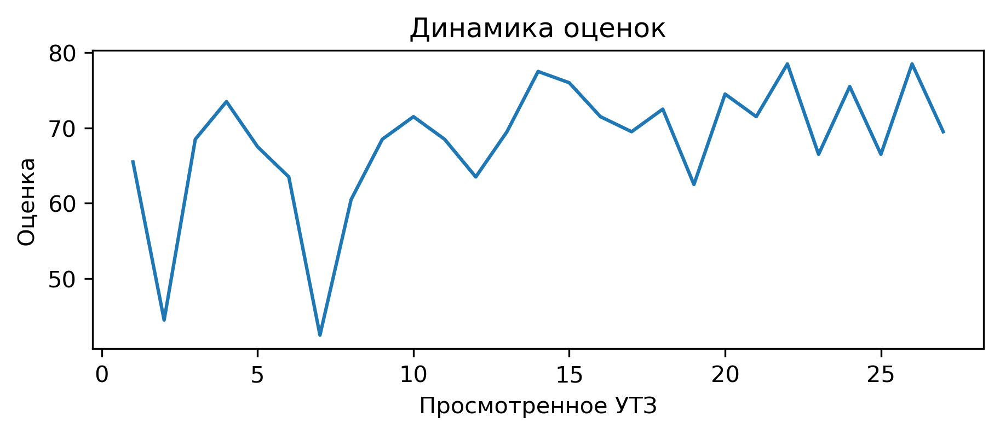 Динамика оценок
80
70
60
50
Оценка
0 5 10 15 20 25
Просмотренное УТЗ